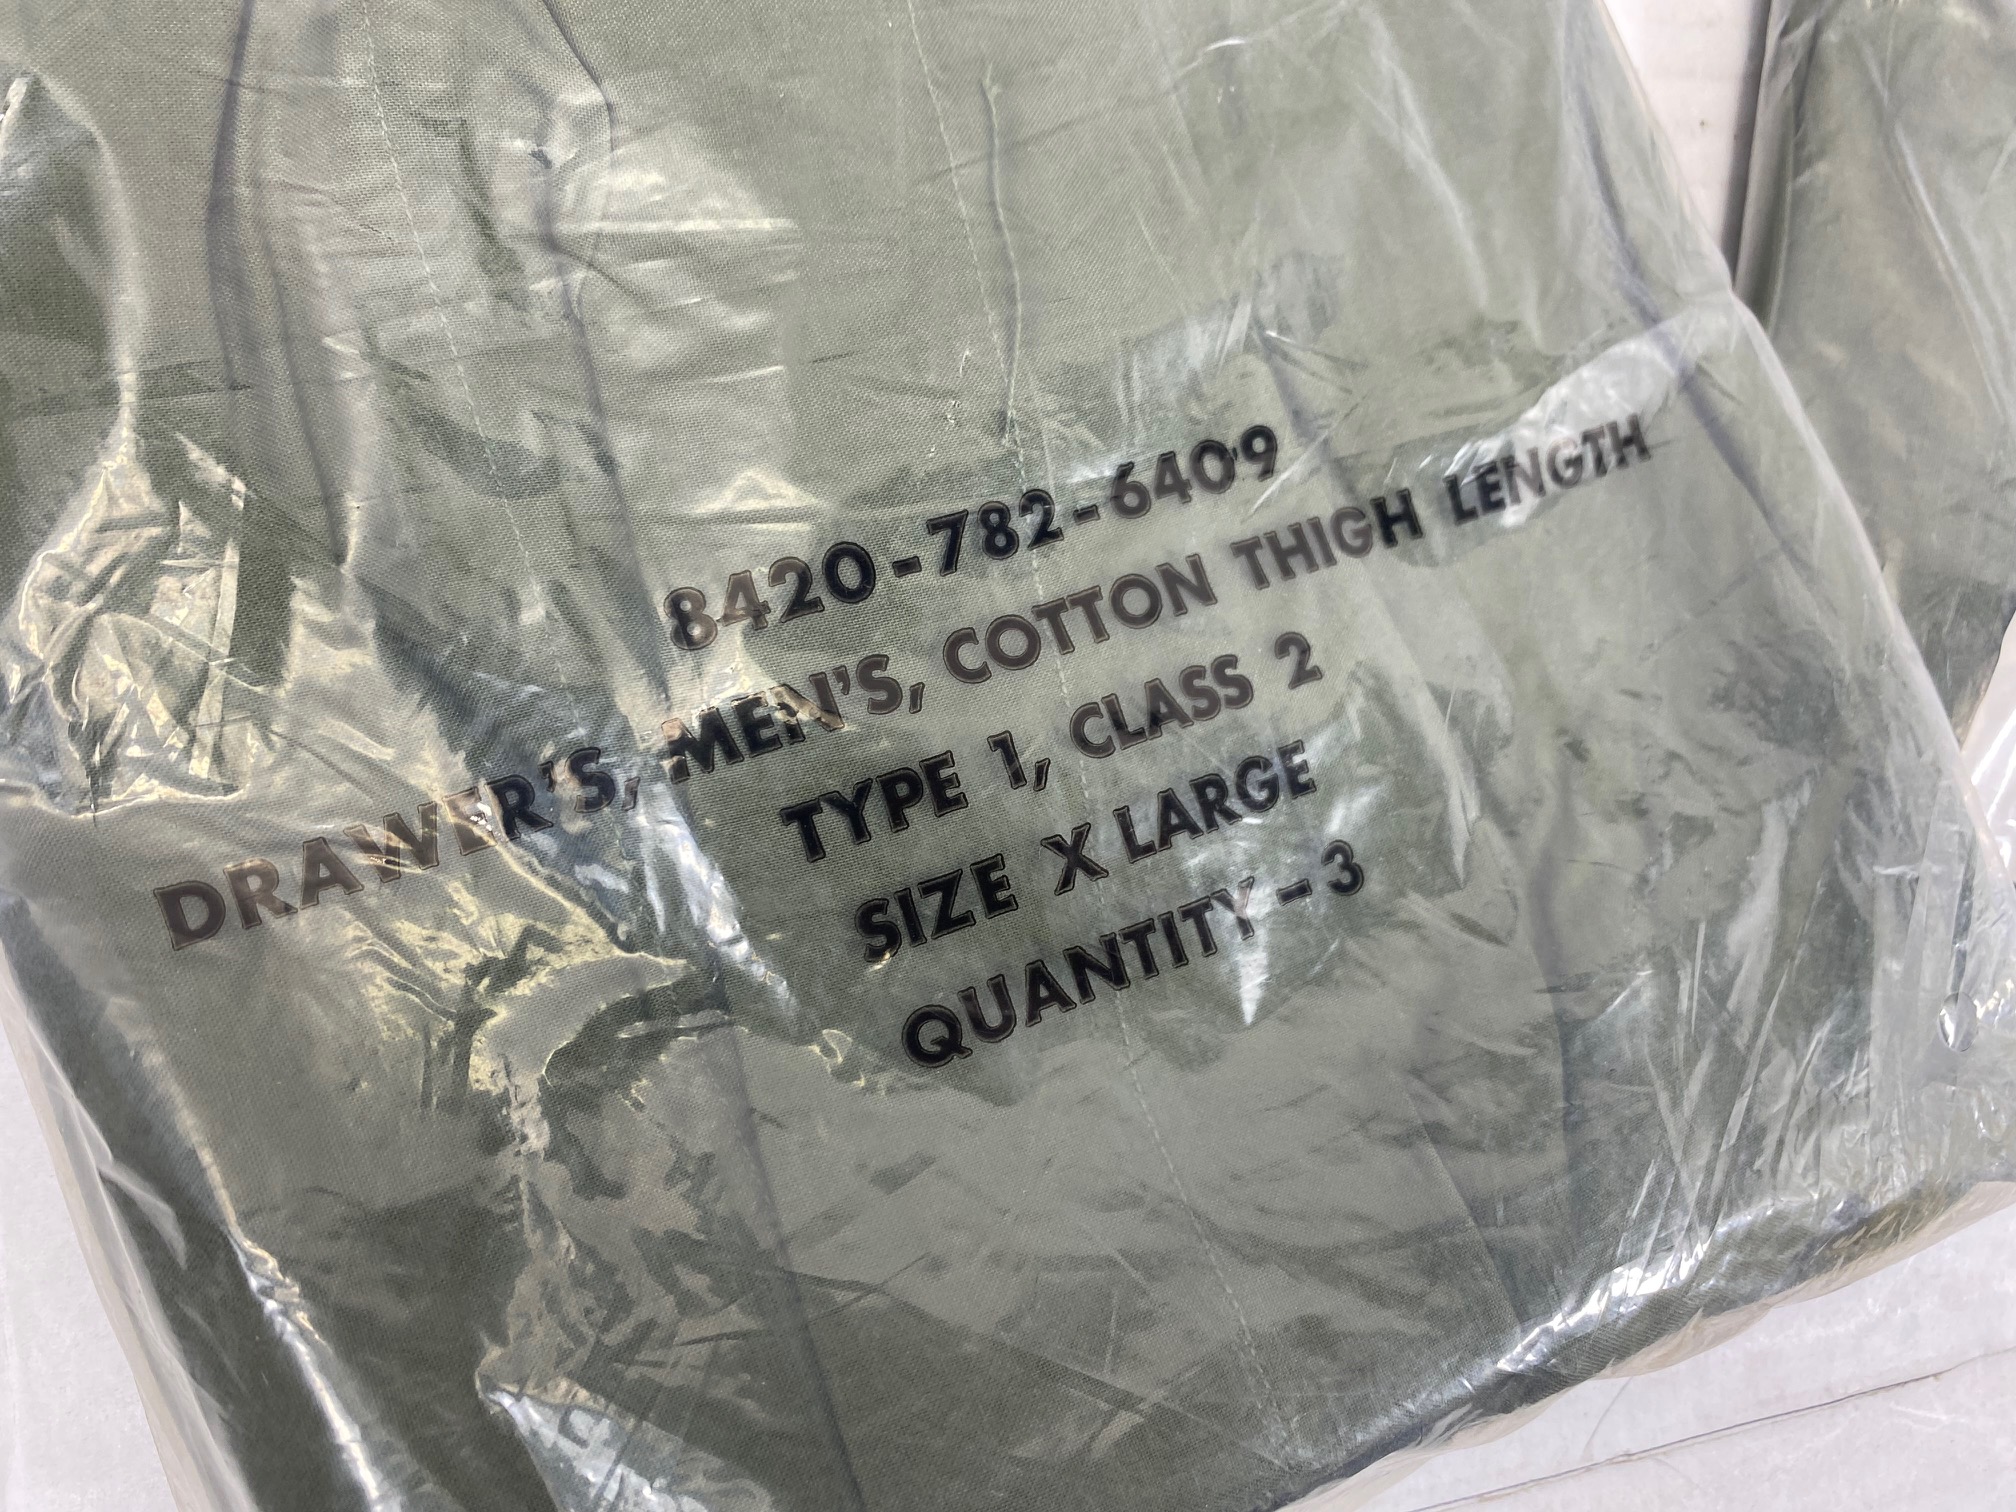 8420-782-6409
DRAWER'S, MEN'S, COTTON THIGH LENGTH
TYPE 1, CLASS 2
SIZE X LARGE
QUANTITY - 3